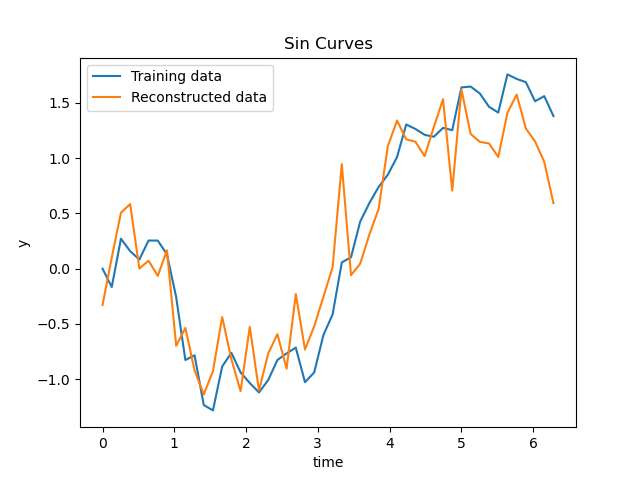 Sin Curves
Training data
Reconstructed data
y
1.5
1.0
0.5
0.0
−0.5
−1.0
0 1 2 3 4 5 6
time